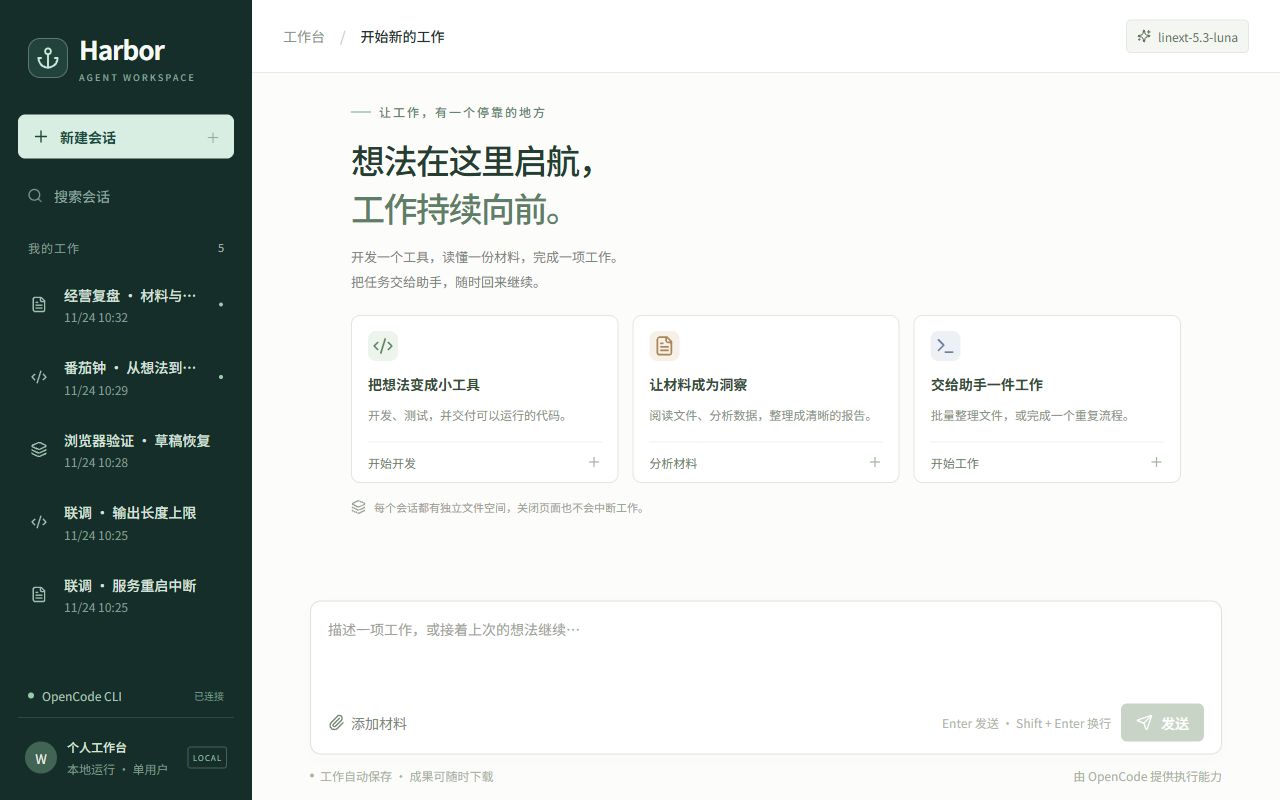 Harbor
AGENT WORKSPACE
新建会话
搜索会话
我的工作 5
经营复盘 · 材料与…
11/24 10:32
番茄钟 · 从想法到…
11/24 10:29
浏览器验证 · 草稿恢复
11/24 10:28
联调 · 输出长度上限
11/24 10:25
联调 · 服务重启中断
11/24 10:25
OpenCode CLI 已连接
W
个人工作台
本地运行 · 单用户
LOCAL
工作台 / 开始新的工作
linext-5.3-luna
让工作，有一个停靠的地方
想法在这里启航，
工作持续向前。
开发一个工具，读懂一份材料，完成一项工作。
把任务交给助手，随时回来继续。
把想法变成小工具
开发、测试，并交付可以运行的代码。
开始开发
让材料成为洞察
阅读文件、分析数据，整理成清晰的报告。
分析材料
交给助手一件工作
批量整理文件，或完成一个重复流程。
开始工作
每个会话都有独立文件空间，关闭页面也不会中断工作。
描述一项工作，或接着上次的想法继续…
添加材料
Enter 发送 · Shift + Enter 换行
发送
工作自动保存 · 成果可随时下载
由 OpenCode 提供执行能力